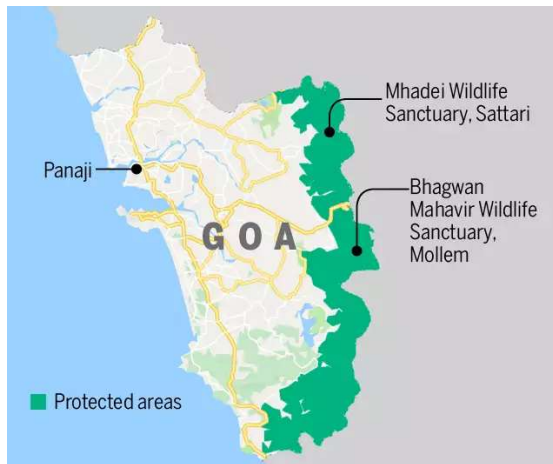 Mhadei Wildlife
Sanctuary, Sattari
Panaji
Bhagwan
Mahavir Wildlife
Sanctuary,
Mollem
GOA
Protected areas